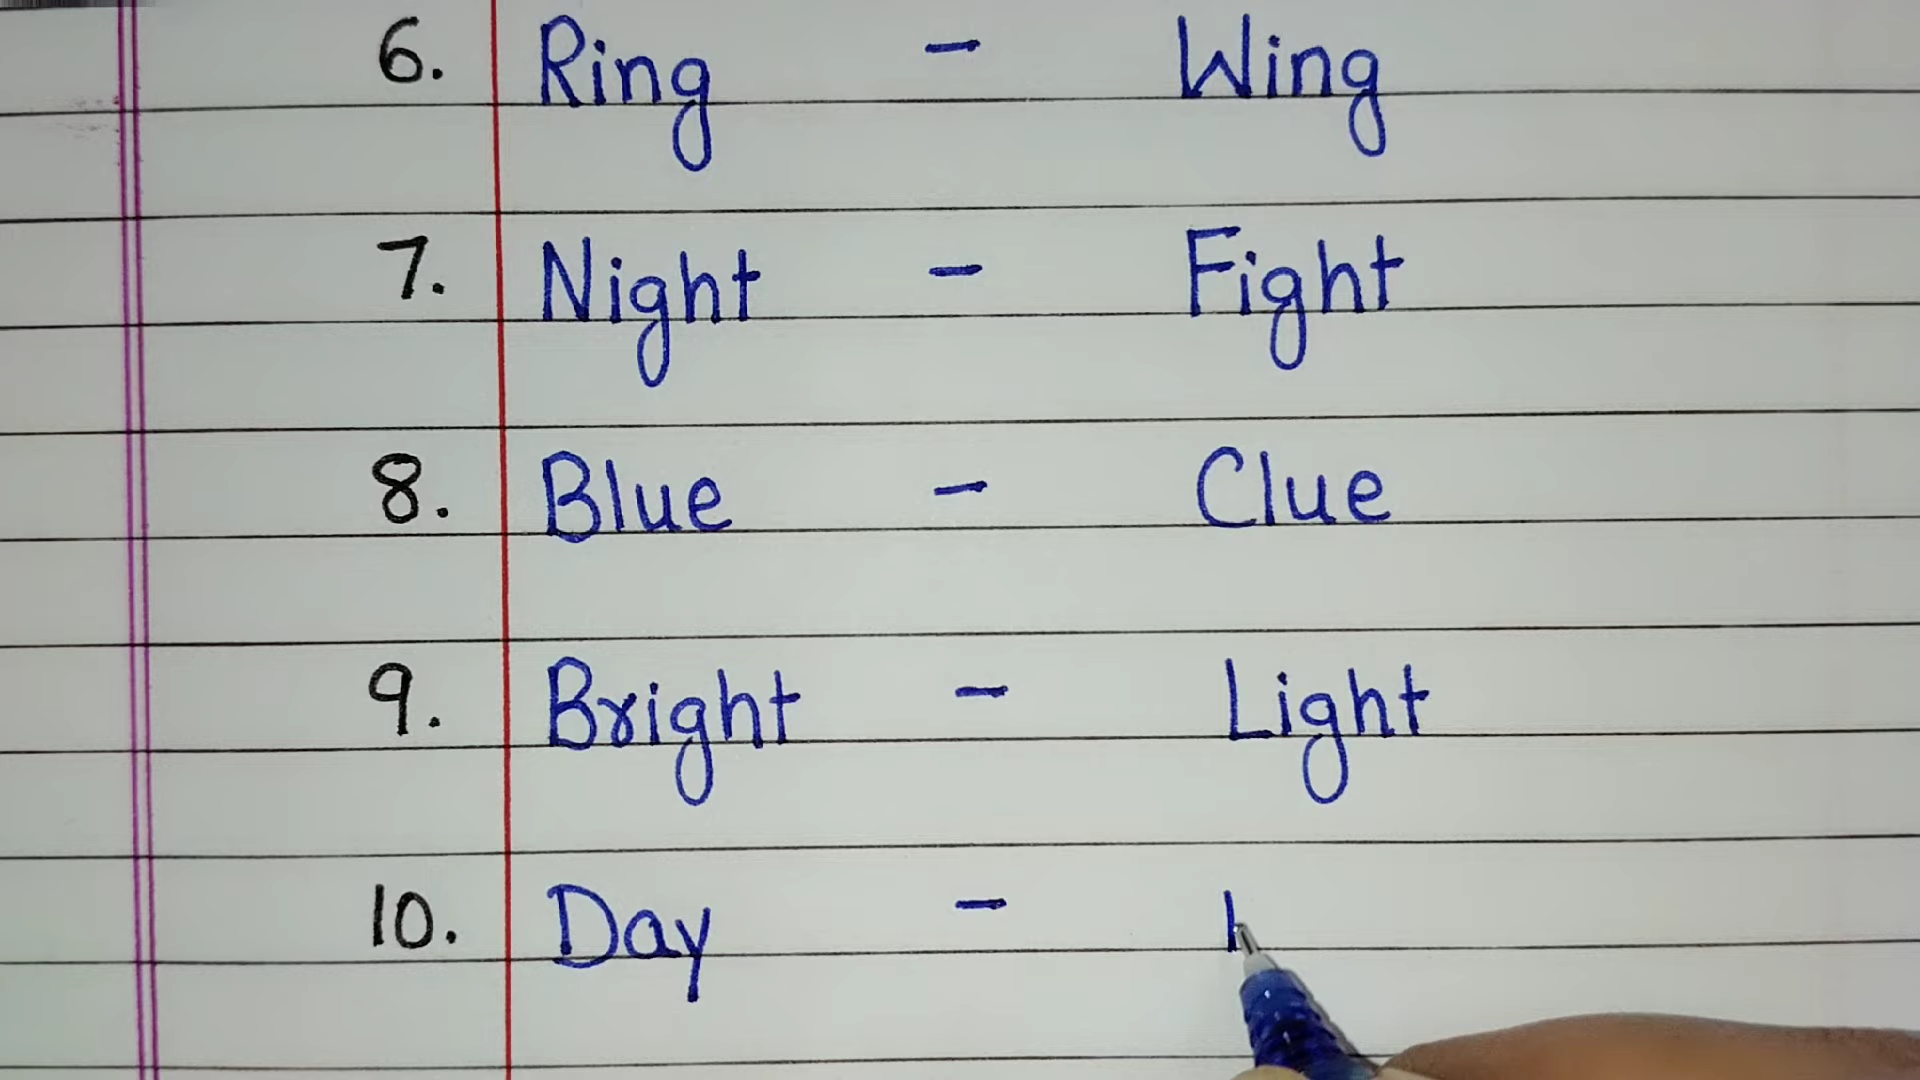 6. Ring - Wing
7. Night - Fight
8. Blue - Clue
9. Bright - Light
10. Day -